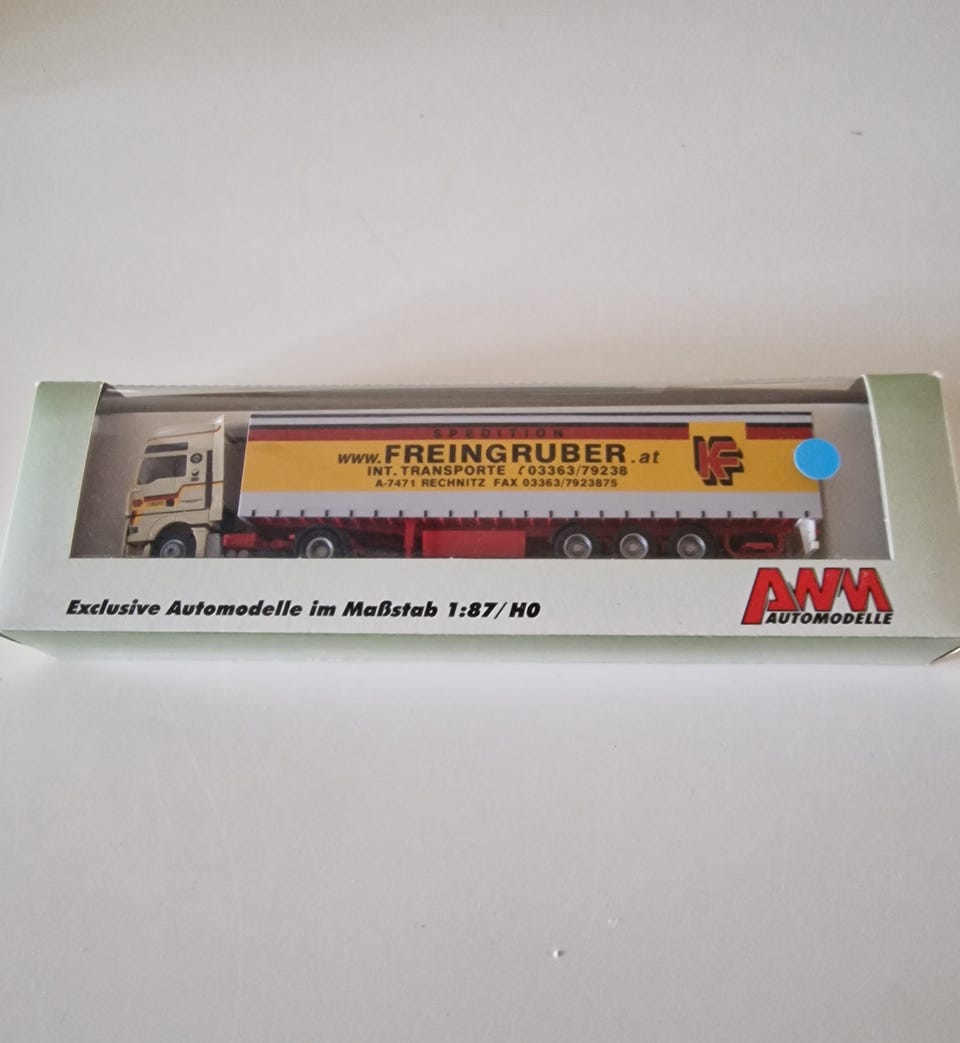 SPEDITION
www.FREINGRUBER.at
INT. TRANSPORTE 03363/79238
A-7471 RECHNITZ FAX 03363/7923875
KF
Exclusive Automodelle im Maßstab 1:87/H0
AWM
AUTOMODELLE